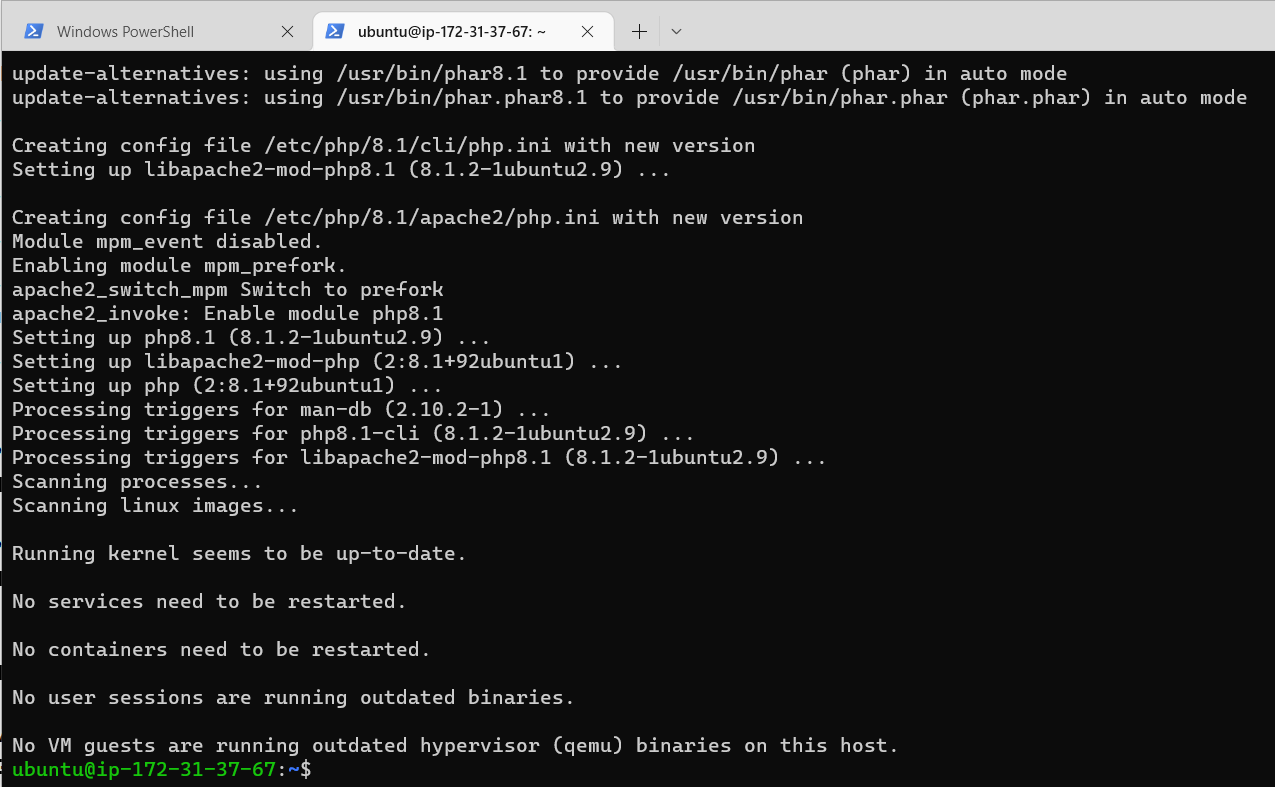 Windows PowerShell
ubuntu@ip-172-31-37-67: ~
update-alternatives: using /usr/bin/phar8.1 to provide /usr/bin/phar (phar) in auto mode
update-alternatives: using /usr/bin/phar.phar8.1 to provide /usr/bin/phar.phar (phar.phar) in auto mode
Creating config file /etc/php/8.1/cli/php.ini with new version
Setting up libapache2-mod-php8.1 (8.1.2-1ubuntu2.9) ...
Creating config file /etc/php/8.1/apache2/php.ini with new version
Module mpm_event disabled.
Enabling module mpm_prefork.
apache2_switch_mpm Switch to prefork
apache2_invoke: Enable module php8.1
Setting up php8.1 (8.1.2-1ubuntu2.9) ...
Setting up libapache2-mod-php (2:8.1+92ubuntu1) ...
Setting up php (2:8.1+92ubuntu1) ...
Processing triggers for man-db (2.10.2-1) ...
Processing triggers for php8.1-cli (8.1.2-1ubuntu2.9) ...
Processing triggers for libapache2-mod-php8.1 (8.1.2-1ubuntu2.9) ...
Scanning processes...
Scanning linux images...
Running kernel seems to be up-to-date.
No services need to be restarted.
No containers need to be restarted.
No user sessions are running outdated binaries.
No VM guests are running outdated hypervisor (qemu) binaries on this host.
ubuntu@ip-172-31-37-67:~$